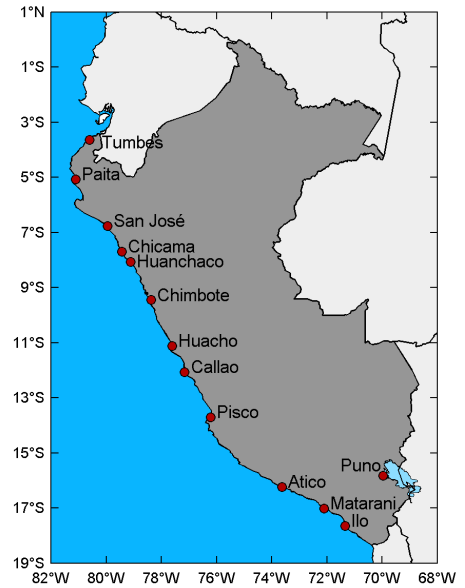 1°N
1°S
3°S
Tumbes
5°S
Paita
San José
7°S
Chicama
Huanchaco
9°S
Chimbote
11°S
Huacho
Callao
13°S
Pisco
15°S
Puno
Atico
17°S
Matarani
Ilo
19°S
82°W 80°W 78°W 76°W 74°W 72°W 70°W 68°W